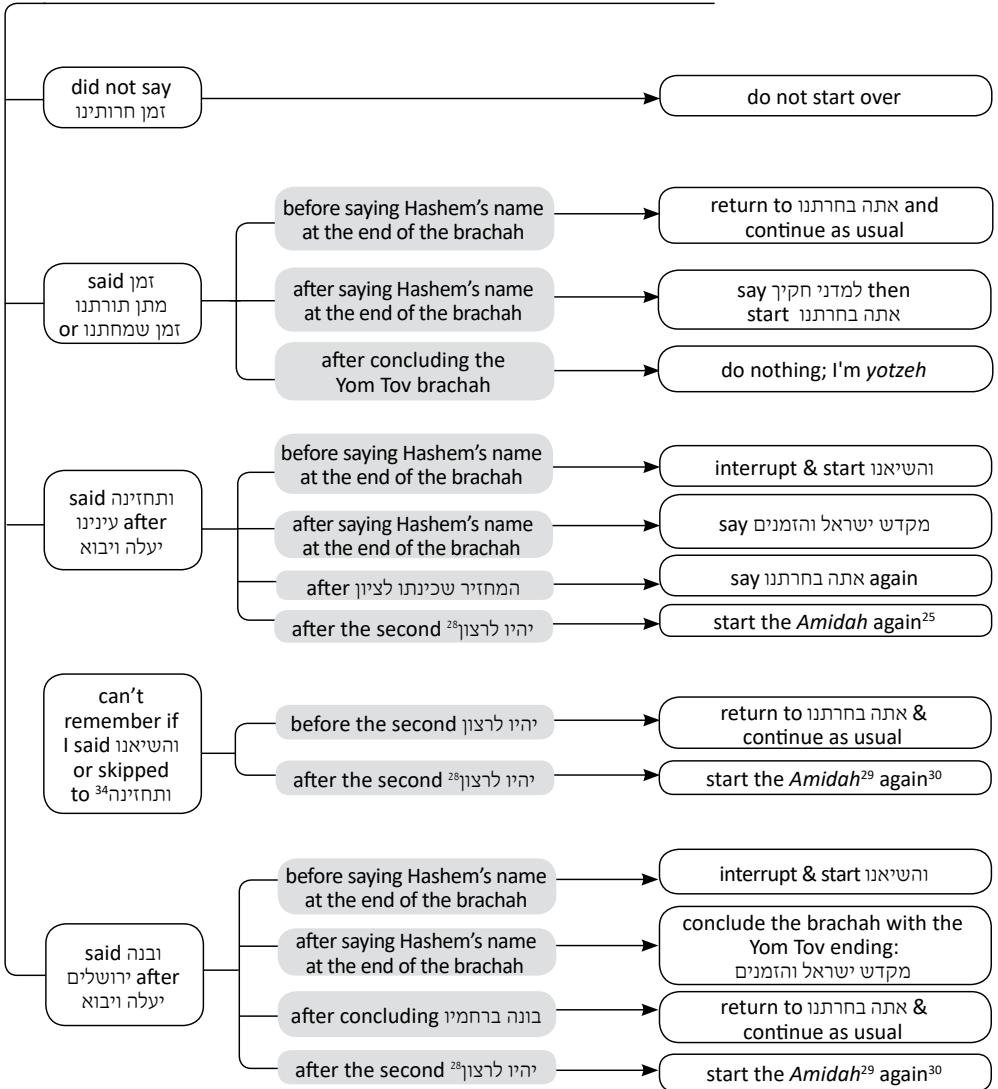 did not say
זמן חרותינו
do not start over
said זמן
מתן תורתנו
or זמן שמחתנו
before saying Hashem’s name
at the end of the brachah
return to אתה בחרתנו and
continue as usual
after saying Hashem’s name
at the end of the brachah
say למדני חקיך then
start אתה בחרתנו
after concluding the
Yom Tov brachah
do nothing; I'm yotzeh
said ותחזינה
after עינינו
יעלה ויבוא
before saying Hashem’s name
at the end of the brachah
interrupt & start והשיאנו
after saying Hashem’s name
at the end of the brachah
say מקדש ישראל והזמנים
after המחזיר שכינתו לציון
say אתה בחרתנו again
after the second יהיו לרצון²⁸
start the Amidah again²⁵
can’t
remember if
I said והשיאנו
or skipped
to ותחזינה³⁴
before the second יהיו לרצון
return to אתה בחרתנו &
continue as usual
after the second יהיו לרצון²⁸
start the Amidah²⁹ again³⁰
said ובנה
after ירושלים
יעלה ויבוא
before saying Hashem’s name
at the end of the brachah
interrupt & start והשיאנו
after saying Hashem’s name
at the end of the brachah
conclude the brachah with the
Yom Tov ending:
מקדש ישראל והזמנים
after concluding בונה ברחמיו
return to אתה בחרתנו &
continue as usual
after the second יהיו לרצון²⁸
start the Amidah²⁹ again³⁰